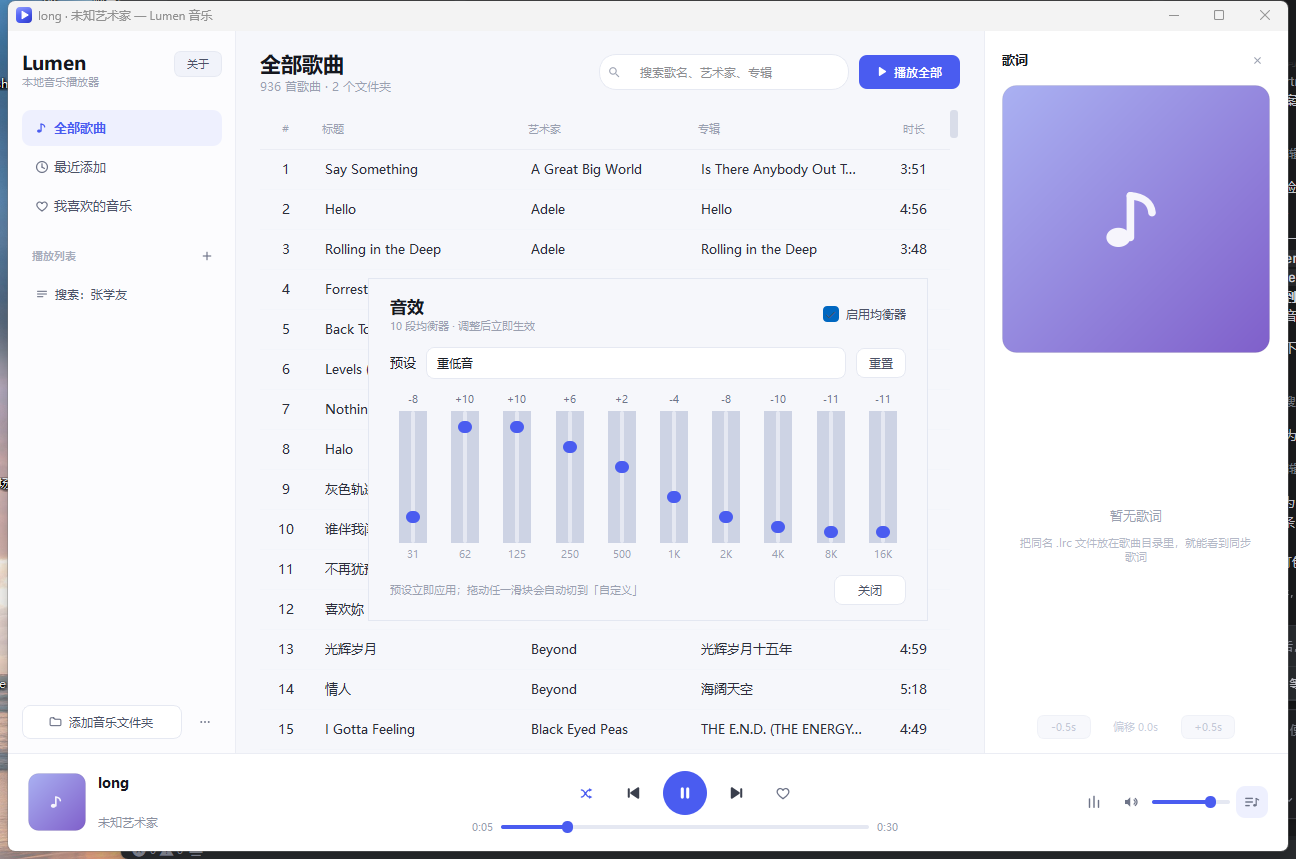 long · 未知艺术家 — Lumen 音乐
Lumen
关于
本地音乐播放器
全部歌曲
最近添加
我喜欢的音乐
播放列表
+
搜索：张学友
添加音乐文件夹
...
全部歌曲
936 首歌曲 · 2 个文件夹
搜索歌名、艺术家、专辑
播放全部
# 标题 艺术家 专辑 时长
1 Say Something A Great Big World Is There Anybody Out T... 3:51
2 Hello Adele Hello 4:56
3 Rolling in the Deep Adele Rolling in the Deep 3:48
4 Forrest
5 Back To
6 Levels (
7 Nothin
8 Halo
9 灰色轨迹
10 谁伴我闯
11 不再犹豫
12 喜欢妳
13 光辉岁月 Beyond 光辉岁月十五年 4:59
14 情人 Beyond 海阔天空 5:18
15 I Gotta Feeling Black Eyed Peas THE E.N.D. (THE ENERGY... 4:49
音效
10 段均衡器 · 调整后立即生效
启用均衡器
预设 重低音 重置
-8 +10 +10 +6 +2 -4 -8 -10 -11 -11
31 62 125 250 500 1K 2K 4K 8K 16K
预设立即应用；拖动任一滑块会自动切到「自定义」
关闭
歌词
×
暂无歌词
把同名 .lrc 文件放在歌曲目录里，就能看到同步
歌词
-0.5s 偏移 0.0s +0.5s
long
未知艺术家
0:05 0:30